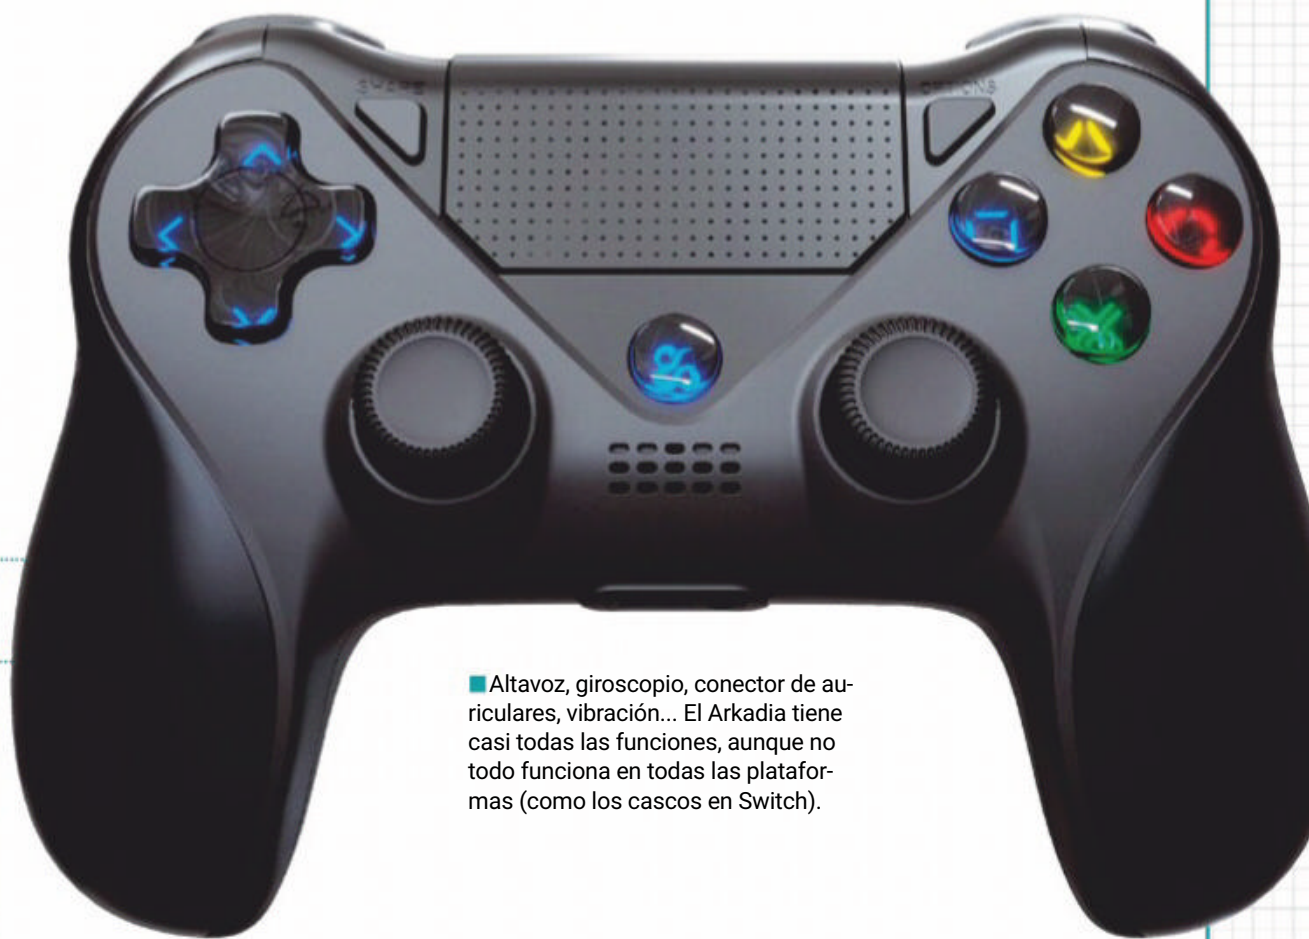 SHARE
OPTIONS
Altavoz, giroscopio, conector de au-
riculares, vibración... El Arkadia tiene
casi todas las funciones, aunque no
todo funciona en todas las platafor-
mas (como los cascos en Switch).